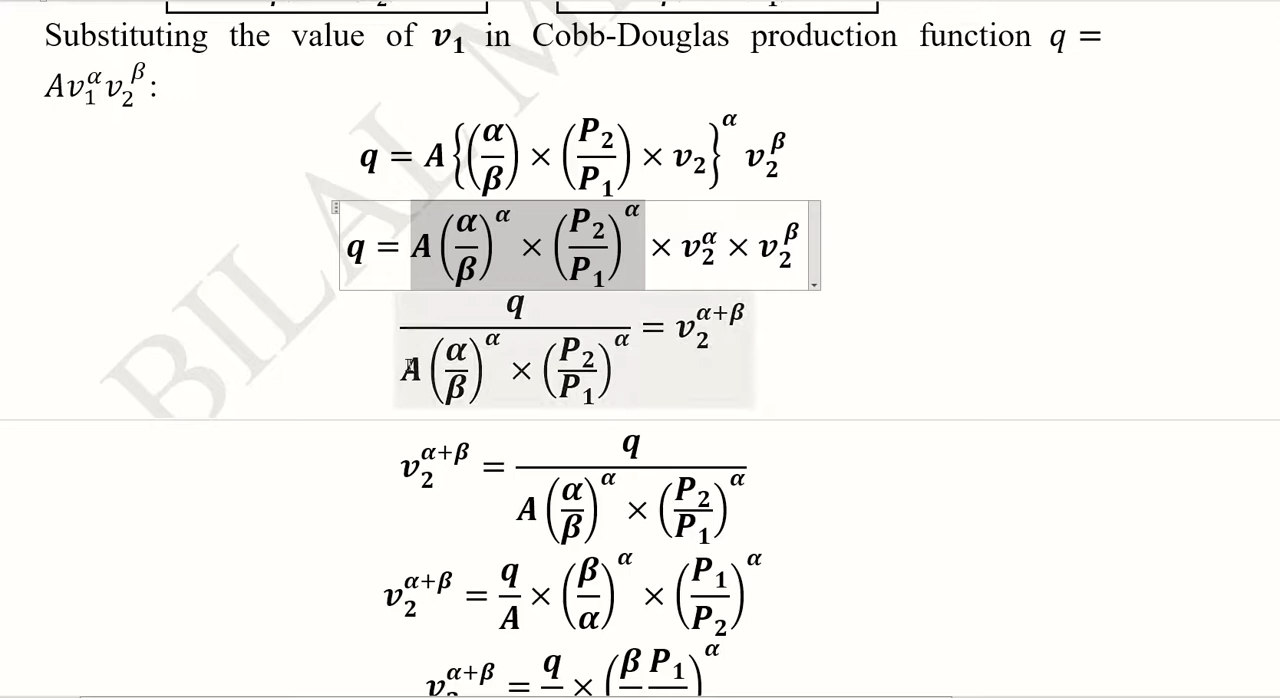 Substituting the value of v₁ in Cobb-Douglas production function q =
Av₁^α v₂^β:
q = A{(α/β) × (P₂/P₁) × v₂}^α v₂^β
q = A(α/β)^α × (P₂/P₁)^α × v₂^α × v₂^β
q / (A(α/β)^α × (P₂/P₁)^α) = v₂^(α+β)
v₂^(α+β) = q / (A(α/β)^α × (P₂/P₁)^α)
v₂^(α+β) = q/A × (β/α)^α × (P₁/P₂)^α
BILAL